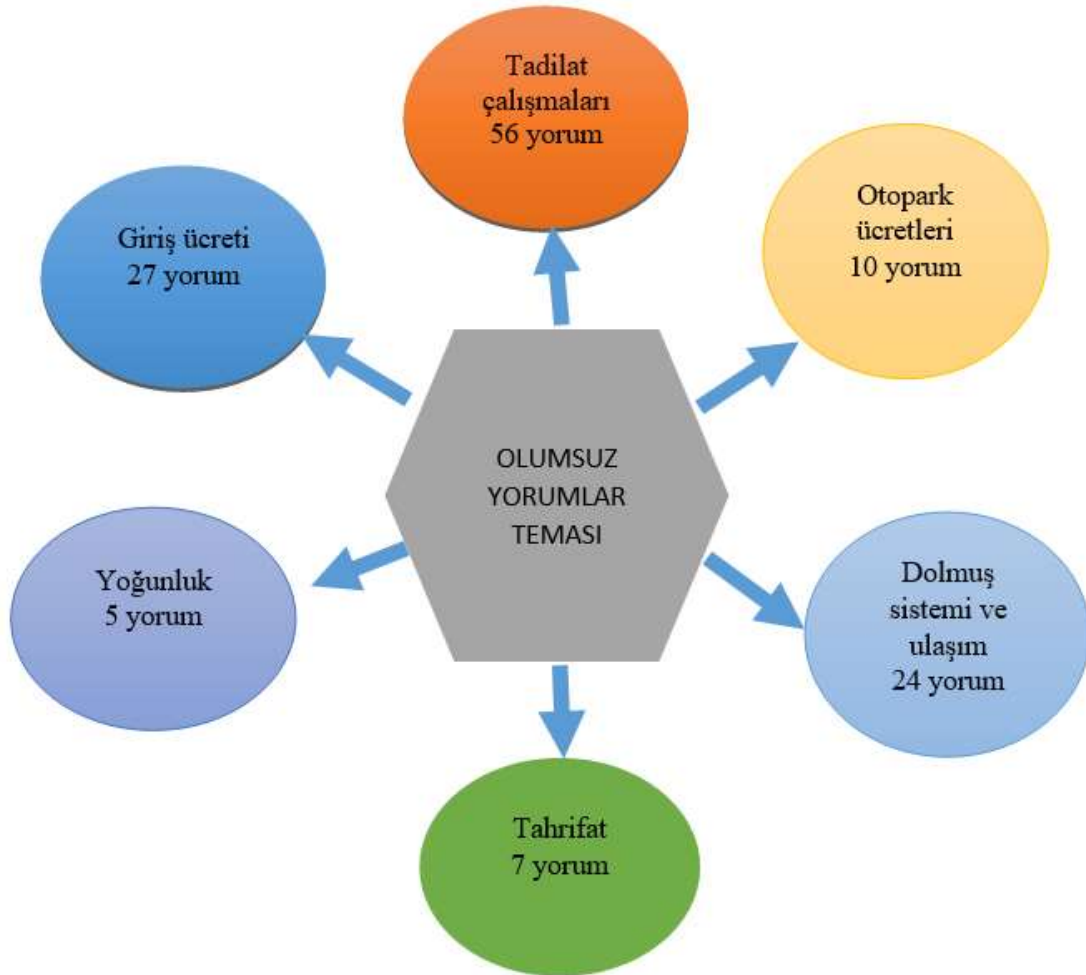 Tadilat
çalışmaları
56 yorum
Otopark
ücretleri
10 yorum
Giriş ücreti
27 yorum
OLUMSUZ
YORUMLAR
TEMASI
Yoğunluk
5 yorum
Dolmuş
sistemi ve
ulaşım
24 yorum
Tahrifat
7 yorum